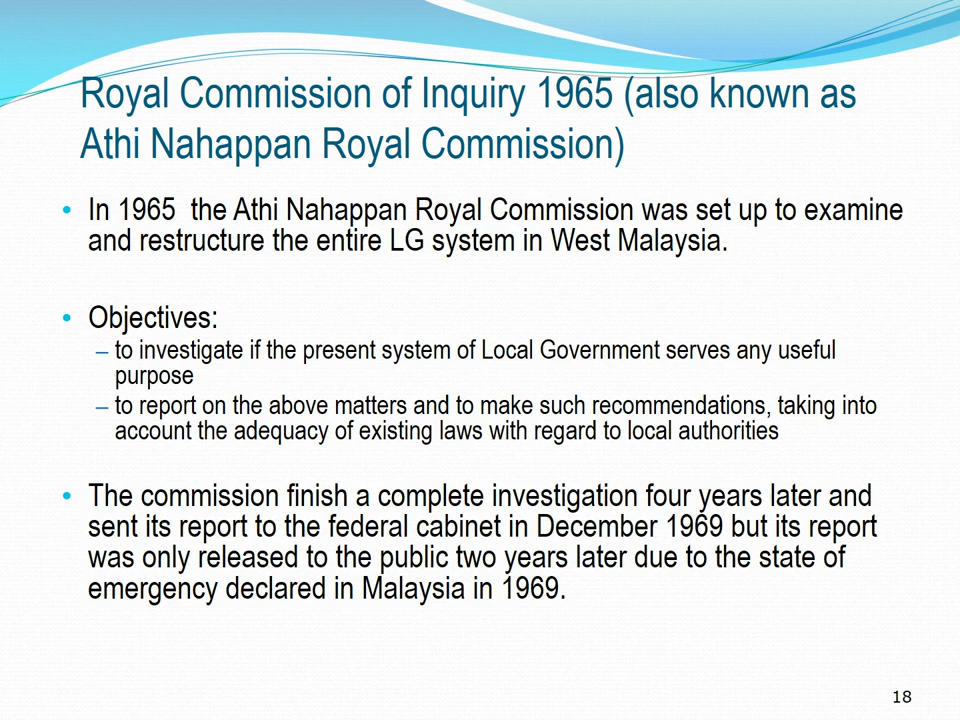 Royal Commission of Inquiry 1965 (also known as
Athi Nahappan Royal Commission)
• In 1965  the Athi Nahappan Royal Commission was set up to examine
and restructure the entire LG system in West Malaysia.
• Objectives:
– to investigate if the present system of Local Government serves any useful
purpose
– to report on the above matters and to make such recommendations, taking into
account the adequacy of existing laws with regard to local authorities
• The commission finish a complete investigation four years later and
sent its report to the federal cabinet in December 1969 but its report
was only released to the public two years later due to the state of
emergency declared in Malaysia in 1969.
18